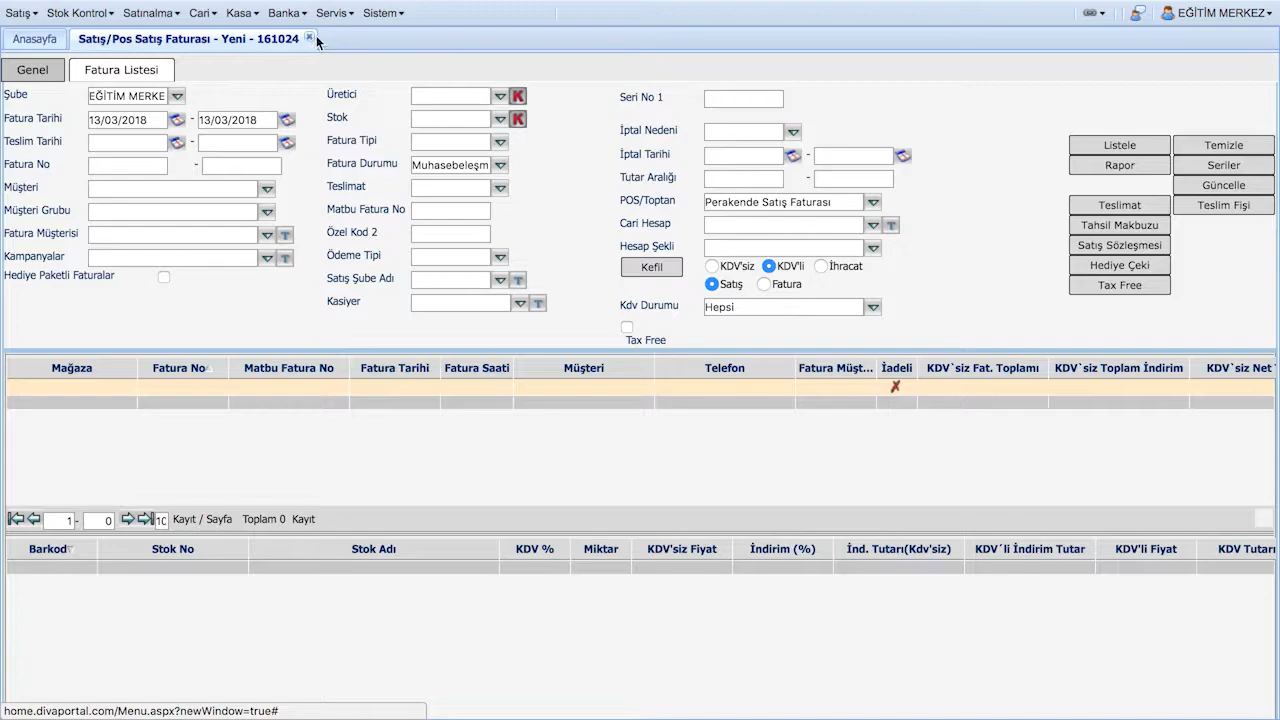 Satış Stok Kontrol Satınalma Cari Kasa Banka Servis Sistem EĞİTİM MERKEZ
Anasayfa Satış/Pos Satış Faturası - Yeni - 161024
Genel Fatura Listesi
Şube EĞİTİM MERKE
Fatura Tarihi 13/03/2018 - 13/03/2018
Teslim Tarihi -
Fatura No -
Müşteri
Müşteri Grubu
Fatura Müşterisi
Kampanyalar
Hediye Paketli Faturalar
Üretici K
Stok K
Fatura Tipi
Fatura Durumu Muhasebeleşm
Teslimat
Matbu Fatura No
Özel Kod 2
Ödeme Tipi
Satış Şube Adı
Kasiyer
Seri No 1
İptal Nedeni
İptal Tarihi -
Tutar Aralığı -
POS/Toptan Perakende Satış Faturası
Cari Hesap
Hesap Şekli
Kefil KDV'siz KDV'li İhracat
Satış Fatura
Kdv Durumu Hepsi
Tax Free
Listele Temizle
Rapor Seriler
Güncelle
Teslimat Teslim Fişi
Tahsil Makbuzu
Satış Sözleşmesi
Hediye Çeki
Tax Free
Mağaza Fatura No Matbu Fatura No Fatura Tarihi Fatura Saati Müşteri Telefon Fatura Müşt... İadeli KDV`siz Fat. Toplamı KDV`siz Toplam İndirim KDV`siz Net
1 - 0 10 Kayıt / Sayfa Toplam 0 Kayıt
Barkod Stok No Stok Adı KDV % Miktar KDV'siz Fiyat İndirim (%) İnd. Tutarı(Kdv'siz) KDV´li İndirim Tutar KDV'li Fiyat KDV Tutarı
home.divaportal.com/Menu.aspx?newWindow=true#